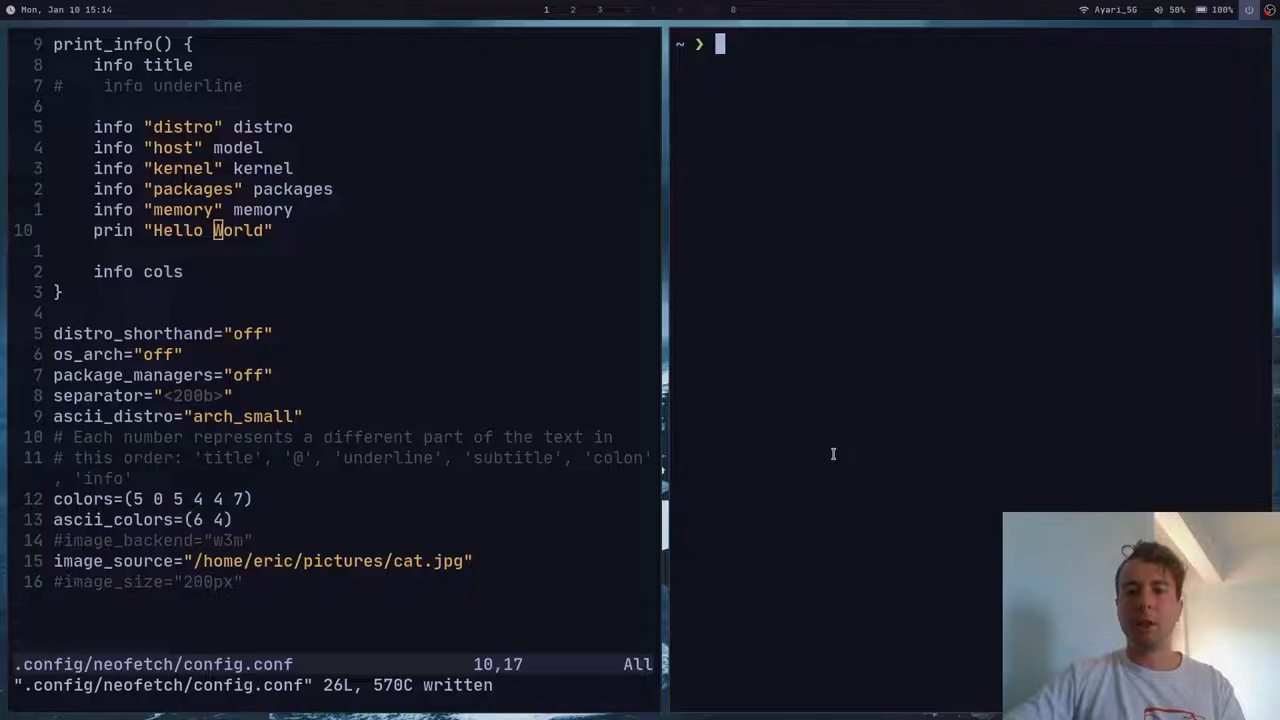 Mon, Jan 10 15:14
1 2 3 8
Ayari_5G 50% 100%
9 print_info() {
8 info title
7 # info underline
6
5 info "distro" distro
4 info "host" model
3 info "kernel" kernel
2 info "packages" packages
1 info "memory" memory
10 prin "Hello World"
1
2 info cols
3 }
4
5 distro_shorthand="off"
6 os_arch="off"
7 package_managers="off"
8 separator="<200b>"
9 ascii_distro="arch_small"
10 # Each number represents a different part of the text in
11 # this order: 'title', '@', 'underline', 'subtitle', 'colon'
, 'info'
12 colors=(5 0 5 4 4 7)
13 ascii_colors=(6 4)
14 #image_backend="w3m"
15 image_source="/home/eric/pictures/cat.jpg"
16 #image_size="200px"
.config/neofetch/config.conf 10,17 All
".config/neofetch/config.conf" 26L, 570C written
~ ❯